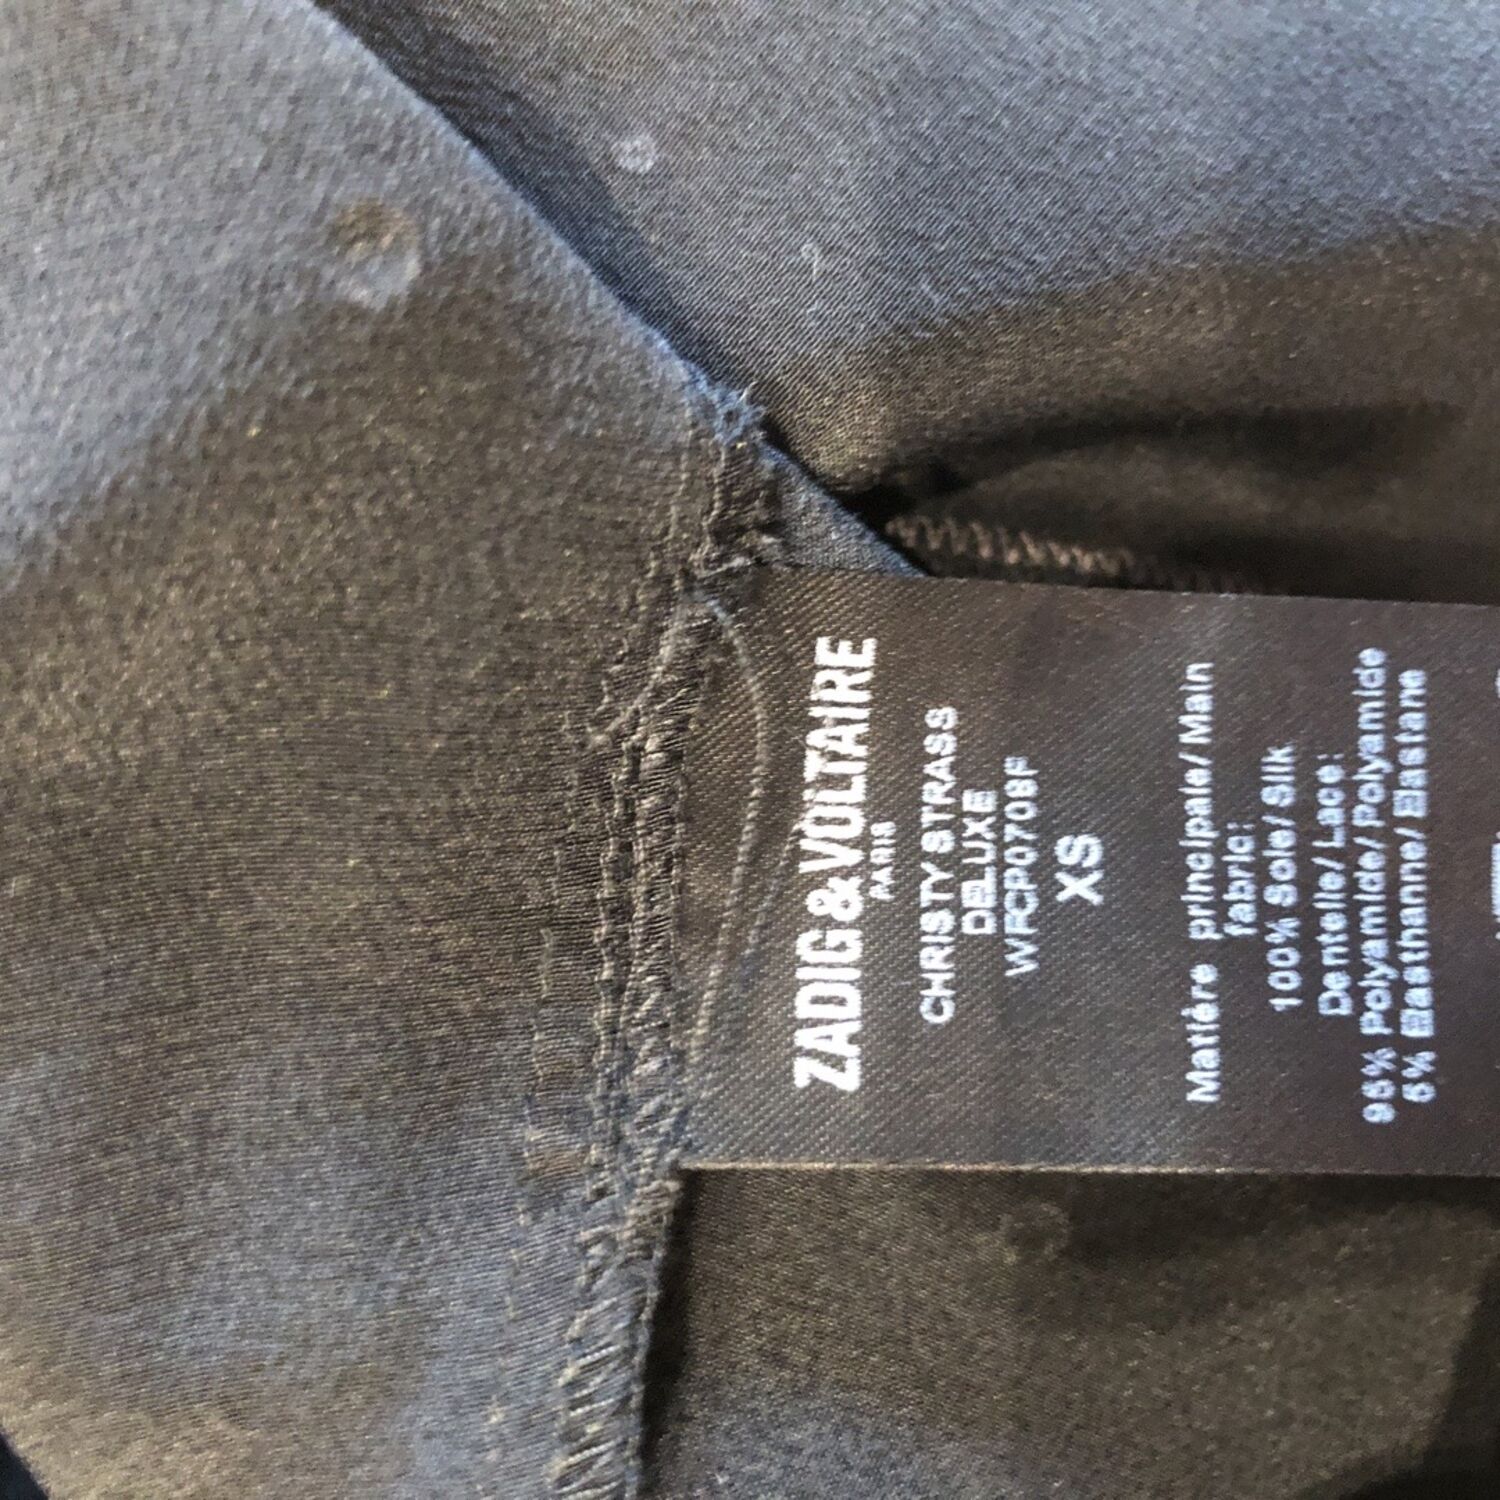 ZADIG & VOLTAIRE
PARIS
CHRISTY STRASS
DELUXE
WFCP0708F
XS
Matière principale/Main
fabric:
100% Soie/Silk
Dentelle/Lace:
95% Polyamide/Polyamide
5% Elasthanne/Elastane